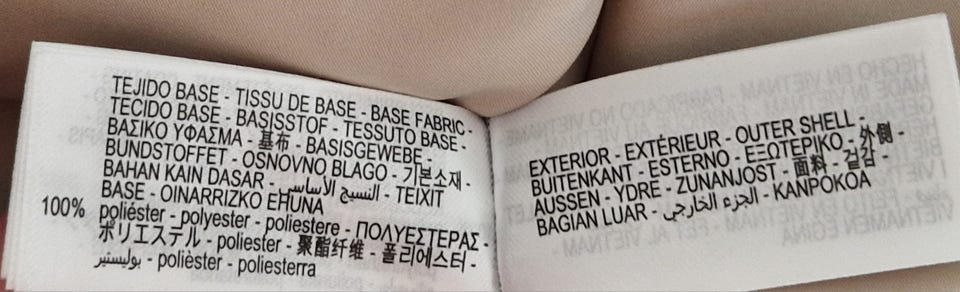 TEJIDO BASE - TISSU DE BASE - BASE FABRIC -
TECIDO BASE - BASISSTOF - TESSUTO BASE -
ΒΑΣΙΚΟ ΥΦΑΣΜΑ - 基布 - BASISGEWEBE -
BUNDSTOFFET - OSNOVNO BLAGO - 기본소재 -
BAHAN KAIN DASAR - النسيج الأساسي - TEIXIT
BASE - OINARRIZKO EHUNA
100% poliéster - polyester - poliestere - ΠΟΛΥΕΣΤΕΡΑΣ -
ポリエステル - poliester - 聚酯纤维 - 폴리에스터 -
بوليستير - polièster - poliesterra
EXTERIOR - EXTÉRIEUR - OUTER SHELL -
BUITENKANT - ESTERNO - ΕΞΩΤΕΡΙΚΟ - 外側 -
AUSSEN - YDRE - ZUNANJOST - 面料 - 겉감 -
BAGIAN LUAR - الجزء الخارجي - KANPOKOA